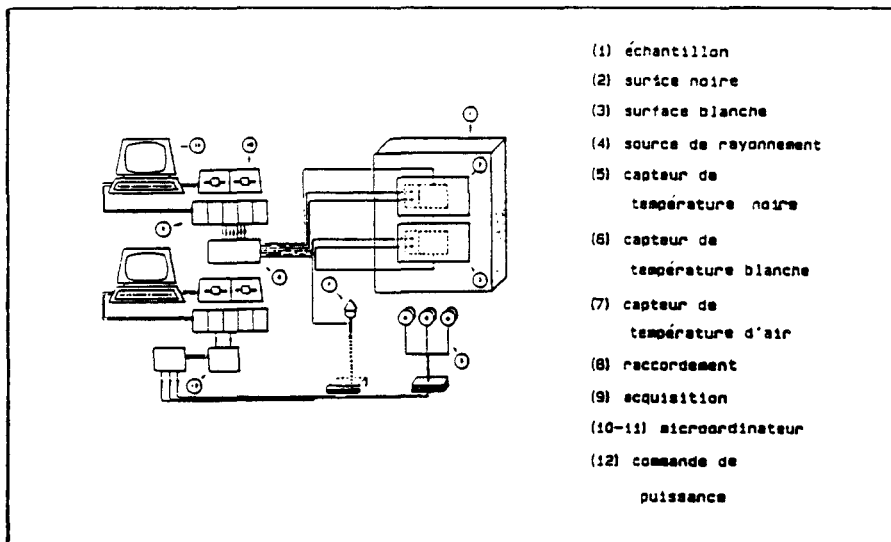 (1) échantillon
(2) surice noire
(3) surface blanche
(4) source de rayonnement
(5) capteur de
température noire
(6) capteur de
température blanche
(7) capteur de
température d'air
(8) raccordement
(9) acquisition
(10-11) microordinateur
(12) commande de
puissance